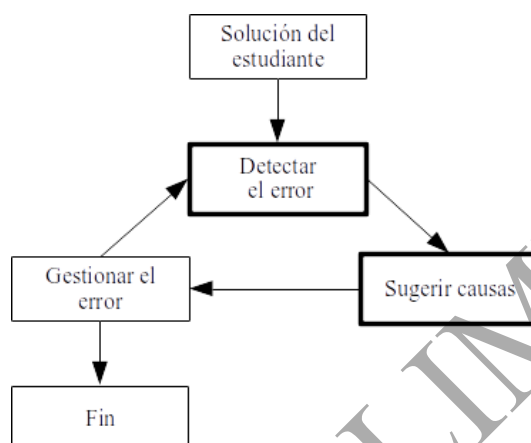 Solución del
estudiante
Detectar
el error
Sugerir causas
Gestionar el
error
Fin